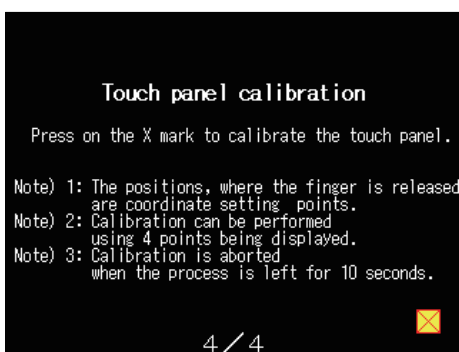 Touch panel calibration
Press on the X mark to calibrate the touch panel.
Note) 1: The positions, where the finger is released
are coordinate setting points.
Note) 2: Calibration can be performed
using 4 points being displayed.
Note) 3: Calibration is aborted
when the process is left for 10 seconds.
4/4